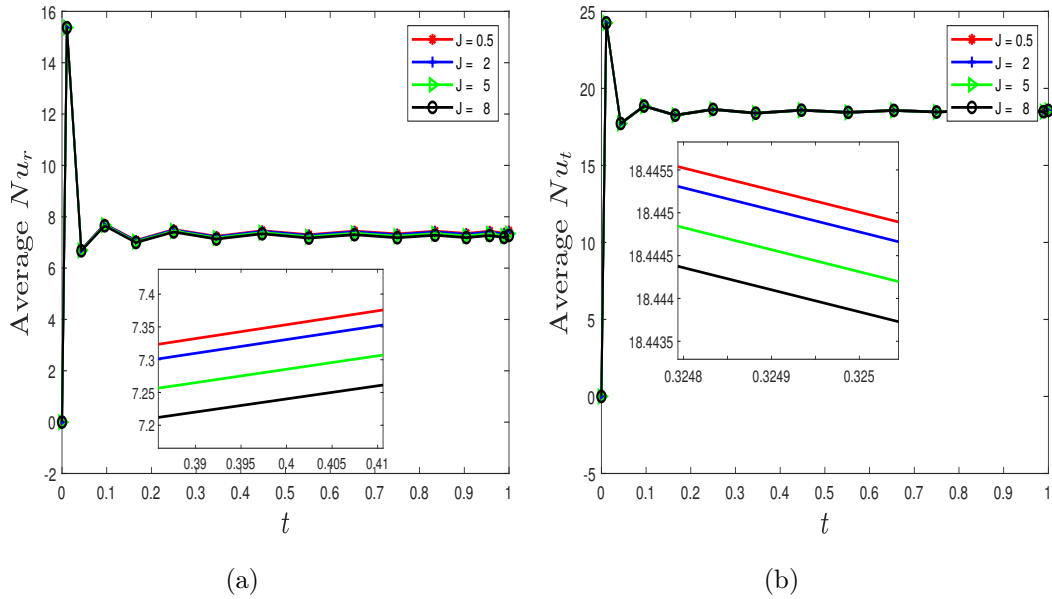 16
14
12
10
8
6
4
2
0
-2
Average Nu_r
J = 0.5
J = 2
J = 5
J = 8
7.4
7.35
7.3
7.25
7.2
0.39 0.395 0.4 0.405 0.41
0 0.1 0.2 0.3 0.4 0.5 0.6 0.7 0.8 0.9 1
t
(a)
25
20
15
10
5
0
-5
Average Nu_t
J = 0.5
J = 2
J = 5
J = 8
18.4455
18.445
18.4445
18.444
18.4435
0.3248 0.3249 0.325
0 0.1 0.2 0.3 0.4 0.5 0.6 0.7 0.8 0.9 1
t
(b)